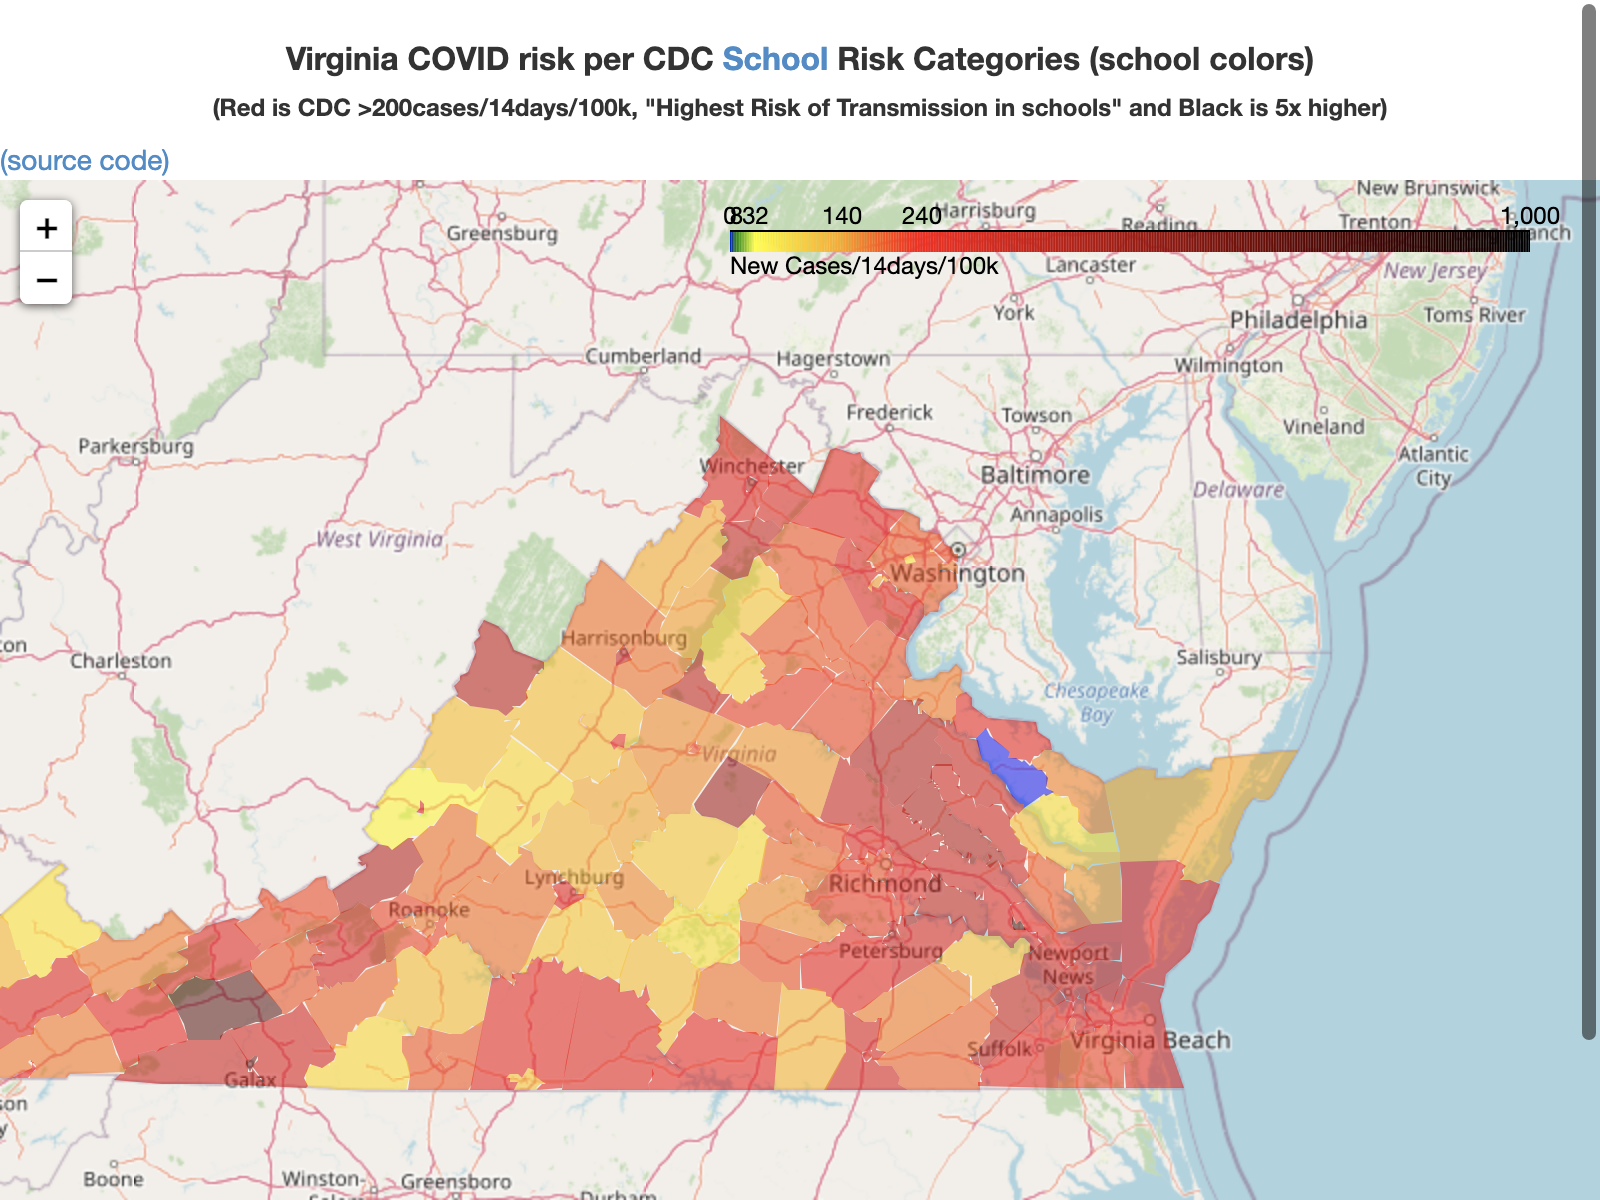 Virginia COVID risk per CDC School Risk Categories (school colors)
(Red is CDC >200cases/14days/100k, "Highest Risk of Transmission in schools" and Black is 5x higher)
(source code)
+
−
New Brunswick
0 8 32 140 240 1,000
Harrisburg
Reading
Trenton
Greensburg
New Cases/14days/100k
Lancaster
New Jersey
York
Philadelphia
Toms River
Cumberland
Hagerstown
Wilmington
Frederick
Towson
Vineland
Parkersburg
Winchester
Baltimore
Atlantic
City
Delaware
Annapolis
West Virginia
Washington
Harrisonburg
Charleston
Salisbury
Chesapeake
Bay
Virginia
Lynchburg
Richmond
Roanoke
Petersburg
Newport
News
Suffolk
Virginia Beach
Galax
Boone
Winston-
Greensboro
Durham